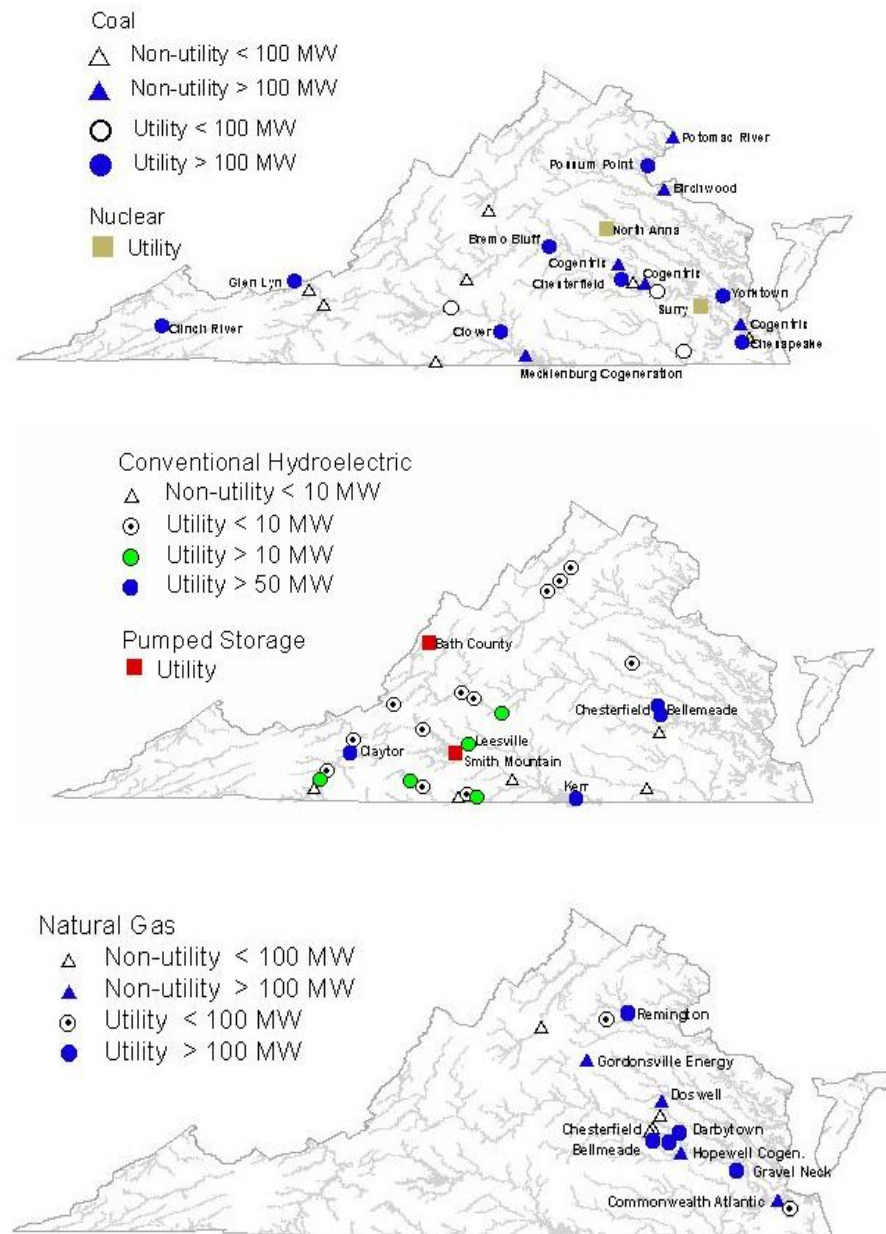 Coal
Non-utility < 100 MW
Non-utility > 100 MW
Utility < 100 MW
Utility > 100 MW
Nuclear
Utility
Potomac River
Possum Point
Birchwood
North Anna
Bremo Bluff
Cogentrix
Cogentrix
Chesterfield
Glen Lyn
Yorktown
Surry
Clinch River
Clover
Cogentrix
Chesapeake
Mecklenburg Cogeneration
Conventional Hydroelectric
Non-utility < 10 MW
Utility < 10 MW
Utility > 10 MW
Utility > 50 MW
Pumped Storage
Utility
Bath County
Chesterfield
Bellemeade
Leesville
Claytor
Smith Mountain
Kerr
Natural Gas
Non-utility < 100 MW
Non-utility > 100 MW
Utility < 100 MW
Utility > 100 MW
Remington
Gordonsville Energy
Doswell
Chesterfield
Darbytown
Bellmeade
Hopewell Cogen.
Gravel Neck
Commonwealth Atlantic